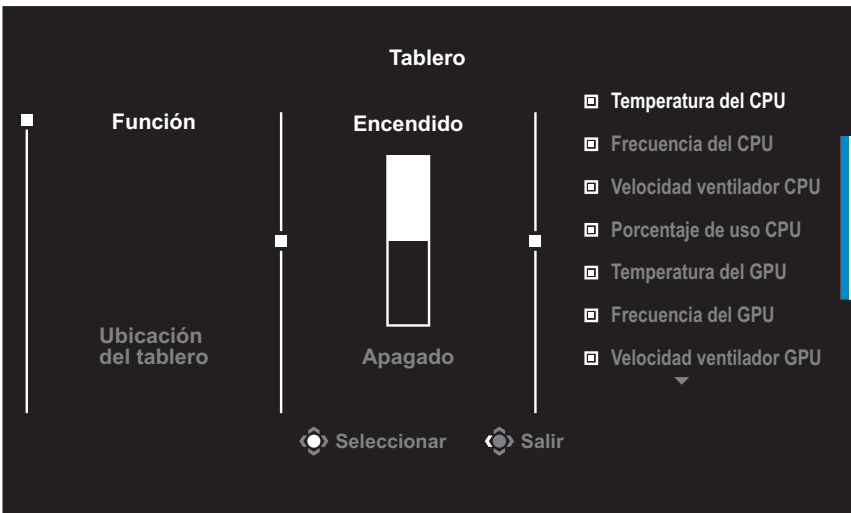 Tablero
Función
Ubicación
del tablero
Encendido
Apagado
Temperatura del CPU
Frecuencia del CPU
Velocidad ventilador CPU
Porcentaje de uso CPU
Temperatura del GPU
Frecuencia del GPU
Velocidad ventilador GPU
Seleccionar
Salir